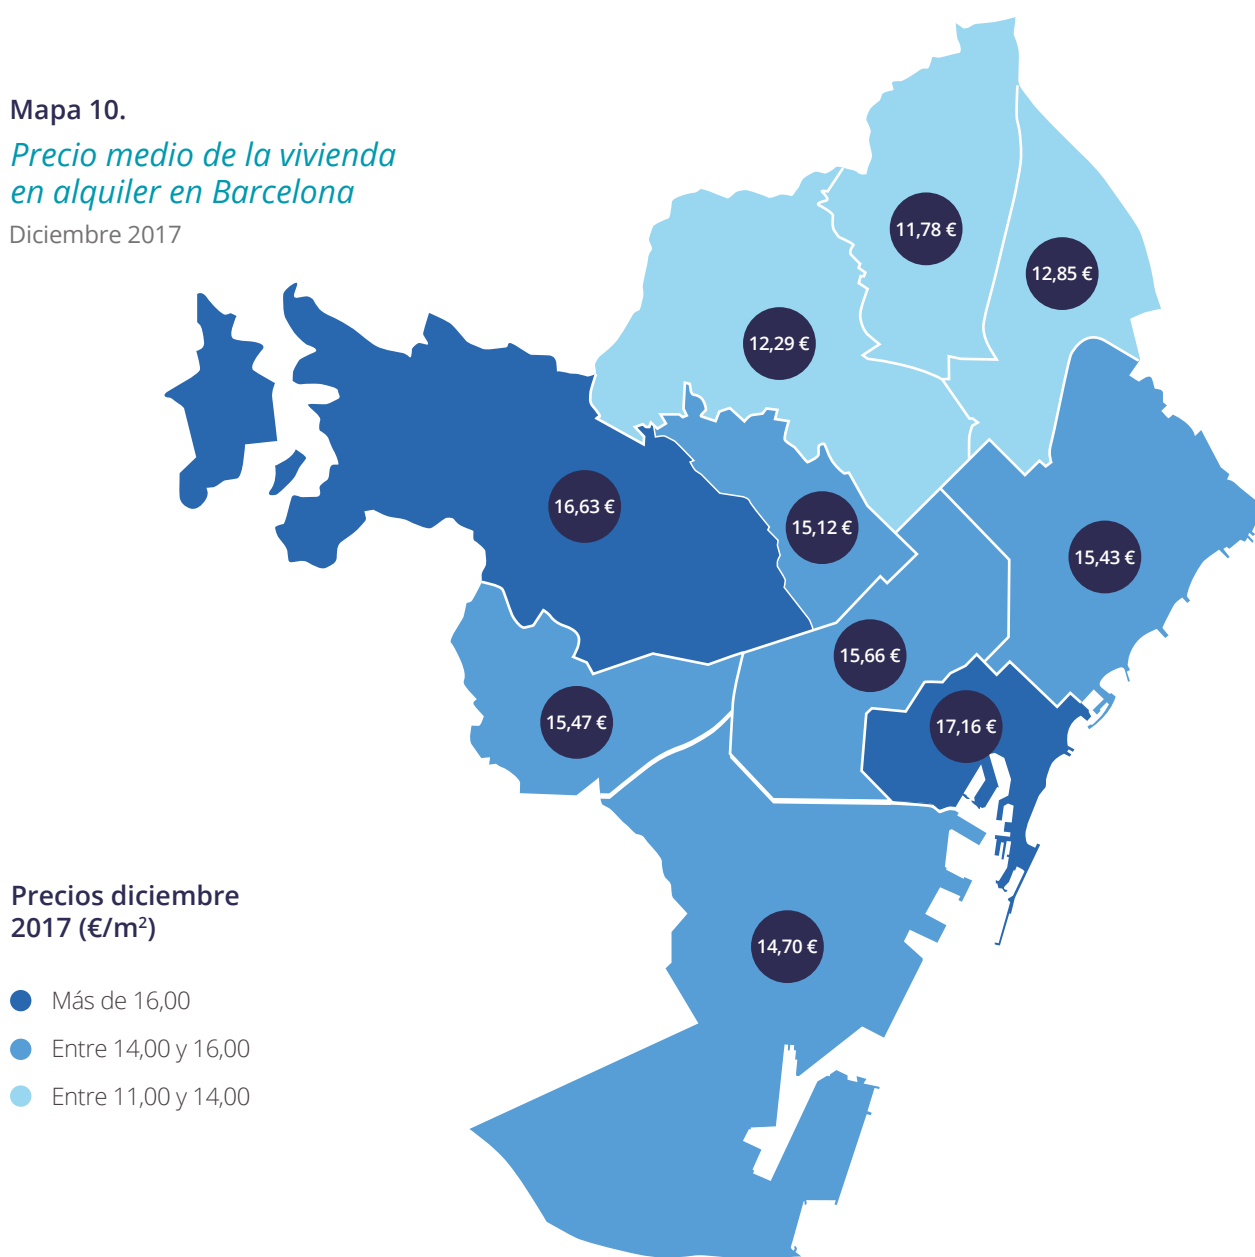 Mapa 10.
Precio medio de la vivienda
en alquiler en Barcelona
Diciembre 2017
11,78 €
12,85 €
12,29 €
16,63 €
15,12 €
15,43 €
15,66 €
15,47 €
17,16 €
14,70 €
Precios diciembre
2017 (€/m²)
Más de 16,00
Entre 14,00 y 16,00
Entre 11,00 y 14,00